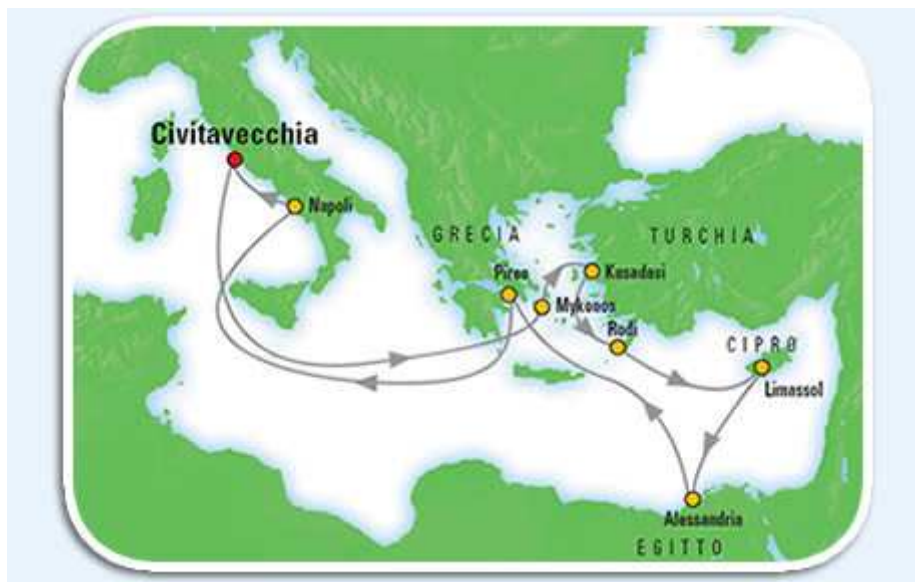 Civitavecchia
Napoli
GRECIA
TURCHIA
Pireo
Kusadasi
Mykonos
Rodi
CIPRO
Limassol
Alessandria
EGITTO